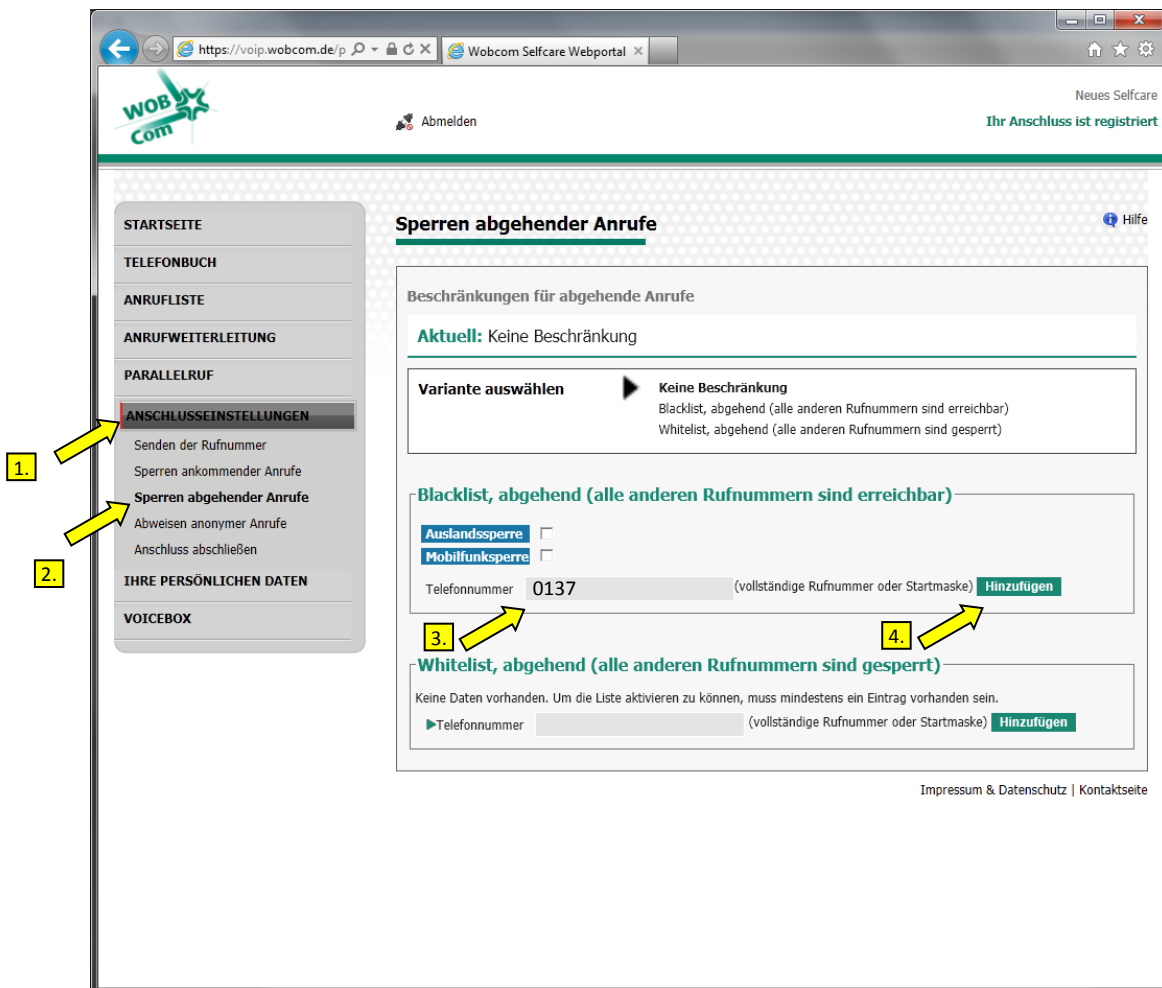 https://voip.wobcom.de/p
Wobcom Selfcare Webportal
WOB
Com
Abmelden
Neues Selfcare
Ihr Anschluss ist registriert
STARTSEITE
TELEFONBUCH
ANRUFLISTE
ANRUFWEITERLEITUNG
PARALLELRUF
ANSCHLUSSEINSTELLUNGEN
1.
Senden der Rufnummer
Sperren ankommender Anrufe
Sperren abgehender Anrufe
Abweisen anonymer Anrufe
2.
Anschluss abschließen
IHRE PERSÖNLICHEN DATEN
VOICEBOX
Sperren abgehender Anrufe
Hilfe
Beschränkungen für abgehende Anrufe
Aktuell: Keine Beschränkung
Variante auswählen
Keine Beschränkung
Blacklist, abgehend (alle anderen Rufnummern sind erreichbar)
Whitelist, abgehend (alle anderen Rufnummern sind gesperrt)
Blacklist, abgehend (alle anderen Rufnummern sind erreichbar)
Auslandssperre
Mobilfunksperre
Telefonnummer 0137 (vollständige Rufnummer oder Startmaske) Hinzufügen
3.
4.
Whitelist, abgehend (alle anderen Rufnummern sind gesperrt)
Keine Daten vorhanden. Um die Liste aktivieren zu können, muss mindestens ein Eintrag vorhanden sein.
Telefonnummer (vollständige Rufnummer oder Startmaske) Hinzufügen
Impressum & Datenschutz | Kontaktseite